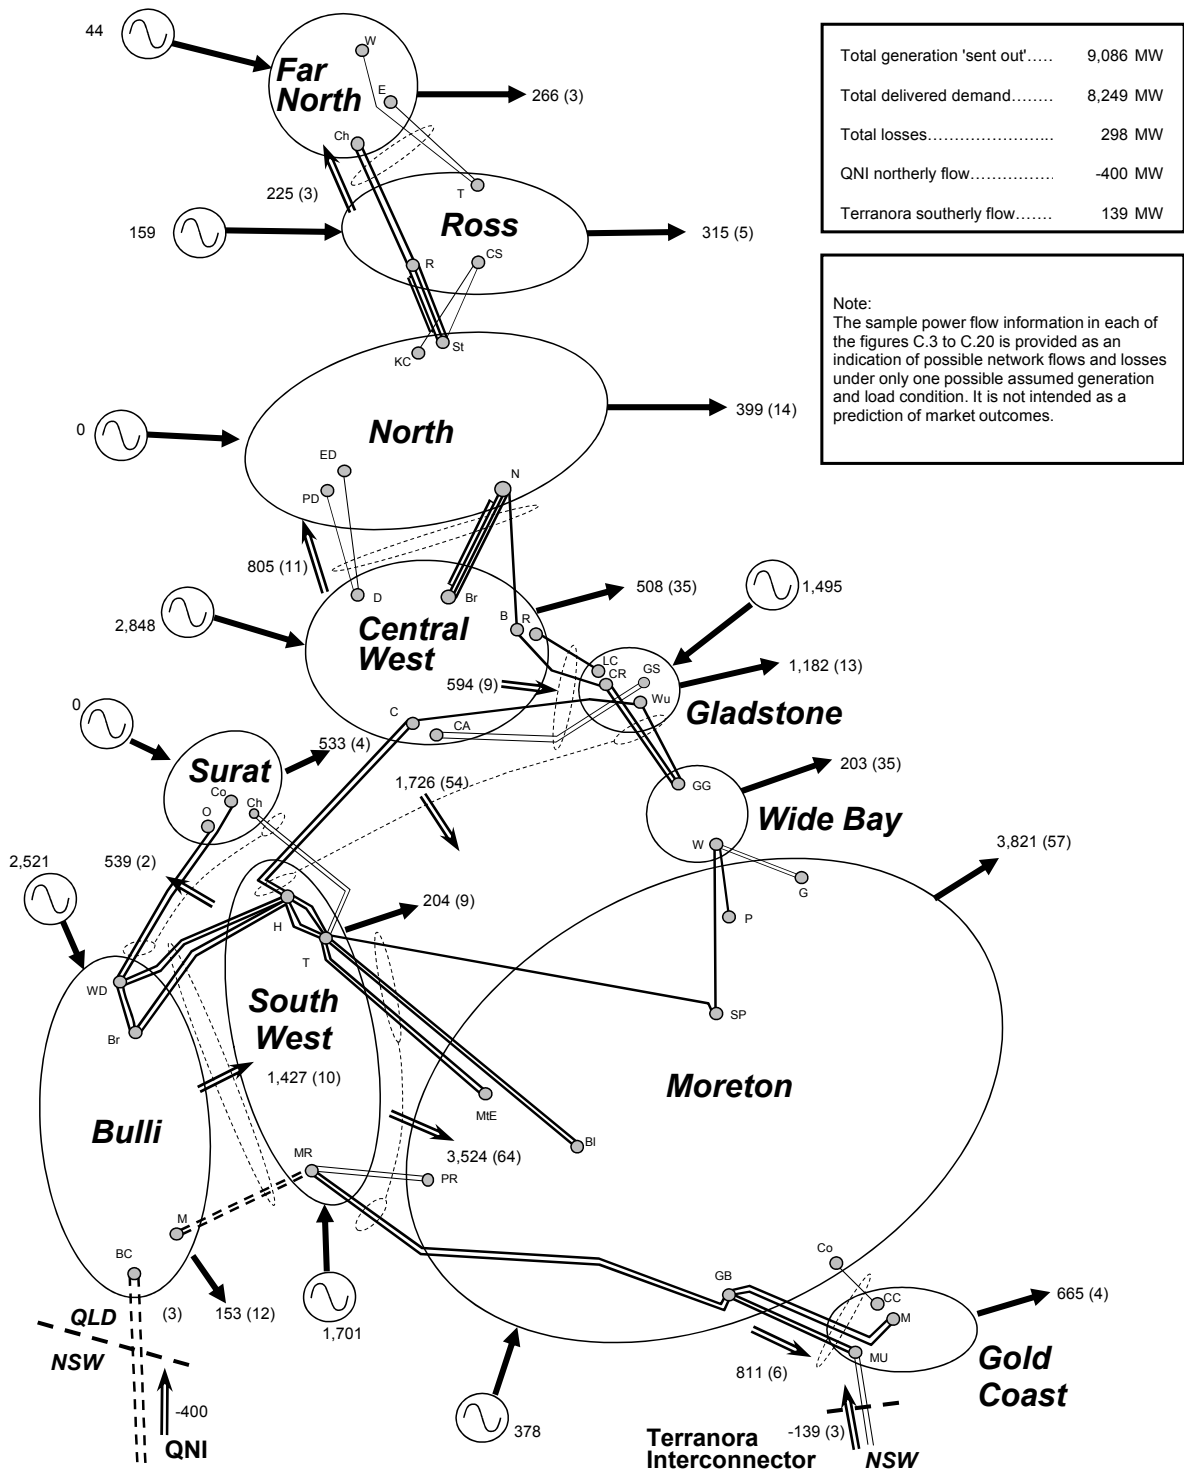 44
W
Far
North
E
266 (3)
Ch
225 (3)
T
Ross
159
315 (5)
CS
R
St
KC
Total generation 'sent out'..... 9,086 MW
Total delivered demand........ 8,249 MW
Total losses........................ 298 MW
QNI northerly flow................ -400 MW
Terranora southerly flow....... 139 MW
Note:
The sample power flow information in each of
the figures C.3 to C.20 is provided as an
indication of possible network flows and losses
under only one possible assumed generation
and load condition. It is not intended as a
prediction of market outcomes.
399 (14)
0
North
ED
N
PD
805 (11)
D
Br
508 (35)
1,495
2,848
Central
West
B
R
LC
CR
GS
1,182 (13)
594 (9)
Wu
Gladstone
C
CA
0
533 (4)
Surat
Co
Ch
O
1,726 (54)
GG
203 (35)
Wide Bay
W
3,821 (57)
2,521
539 (2)
G
204 (9)
H
P
T
WD
South
West
SP
Br
1,427 (10)
Moreton
MtE
Bulli
3,524 (64)
BI
MR
PR
M
BC
Co
GB
CC
665 (4)
QLD
(3)
153 (12)
1,701
M
NSW
811 (6)
MU
Gold
Coast
-400
QNI
378
Terranora
Interconnector
-139 (3)
NSW